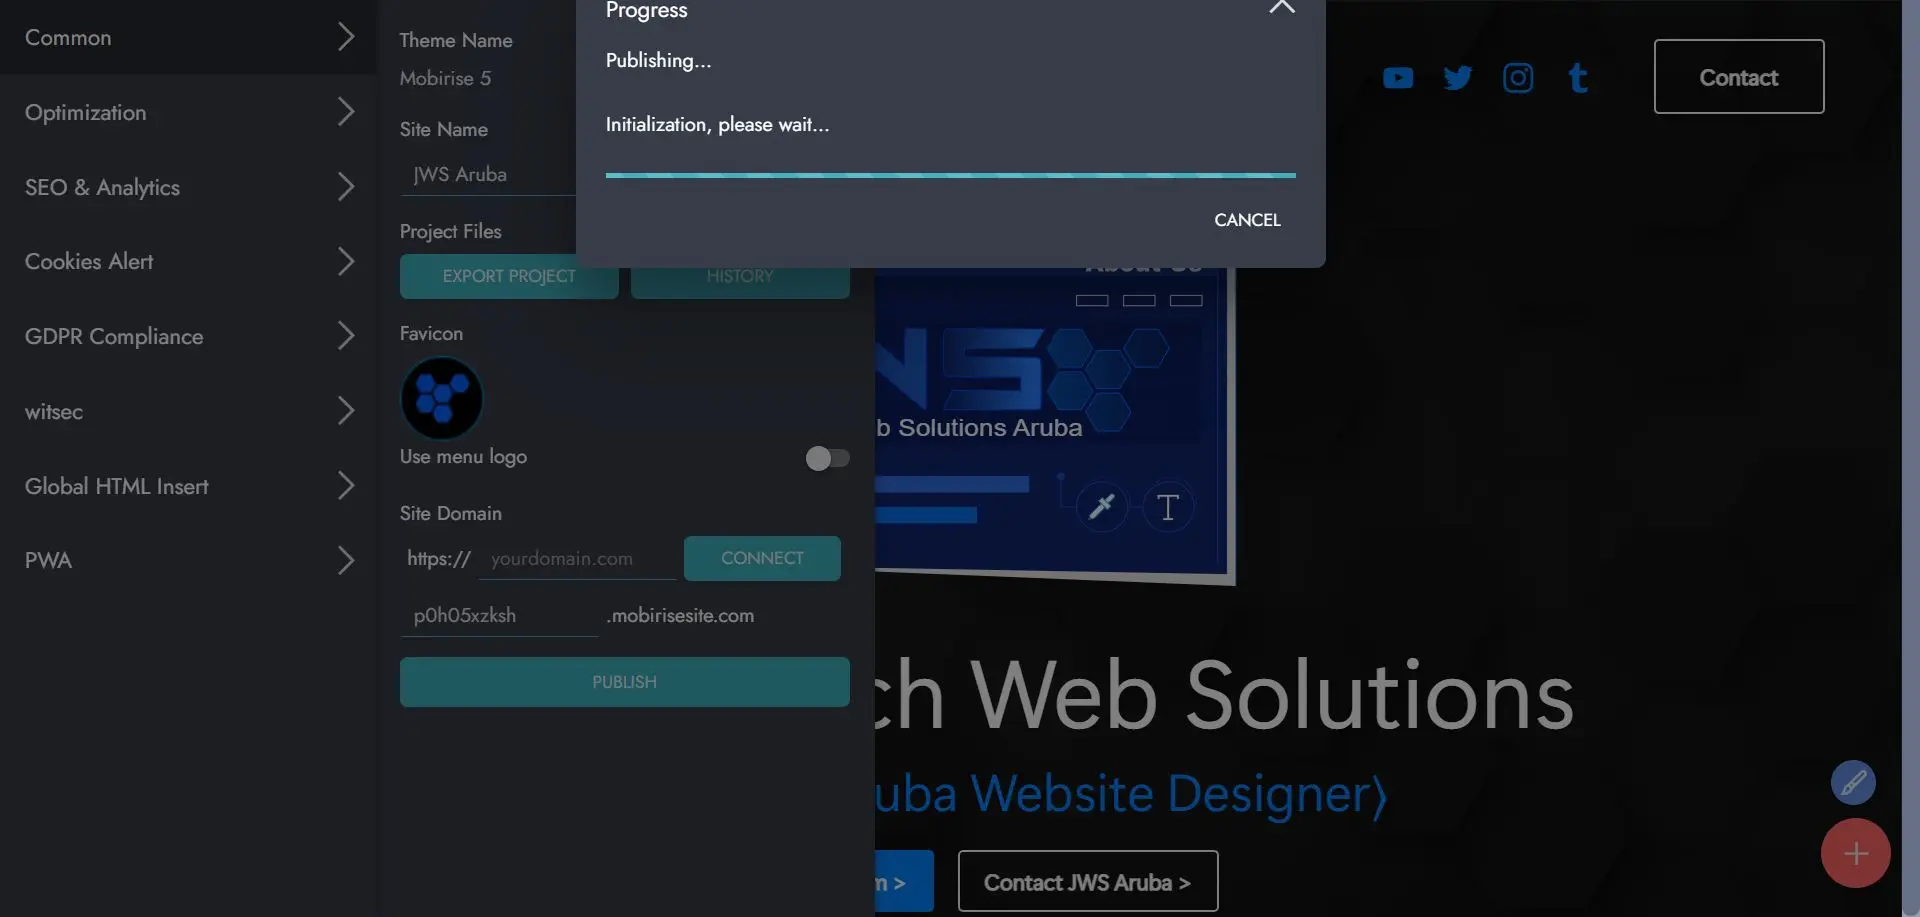 Common
Optimization
SEO & Analytics
Cookies Alert
GDPR Compliance
witsec
Global HTML Insert
PWA
Theme Name
Mobirise 5
Site Name
JWS Aruba
Project Files
EXPORT PROJECT
HISTORY
Favicon
Use menu logo
Site Domain
https://
yourdomain.com
CONNECT
p0h05xzksh
.mobirisesite.com
PUBLISH
Progress
Publishing...
Initialization, please wait...
CANCEL
Contact
About Us
b Solutions Aruba
T
ch Web Solutions
uba Website Designer⟩
m >
Contact JWS Aruba >